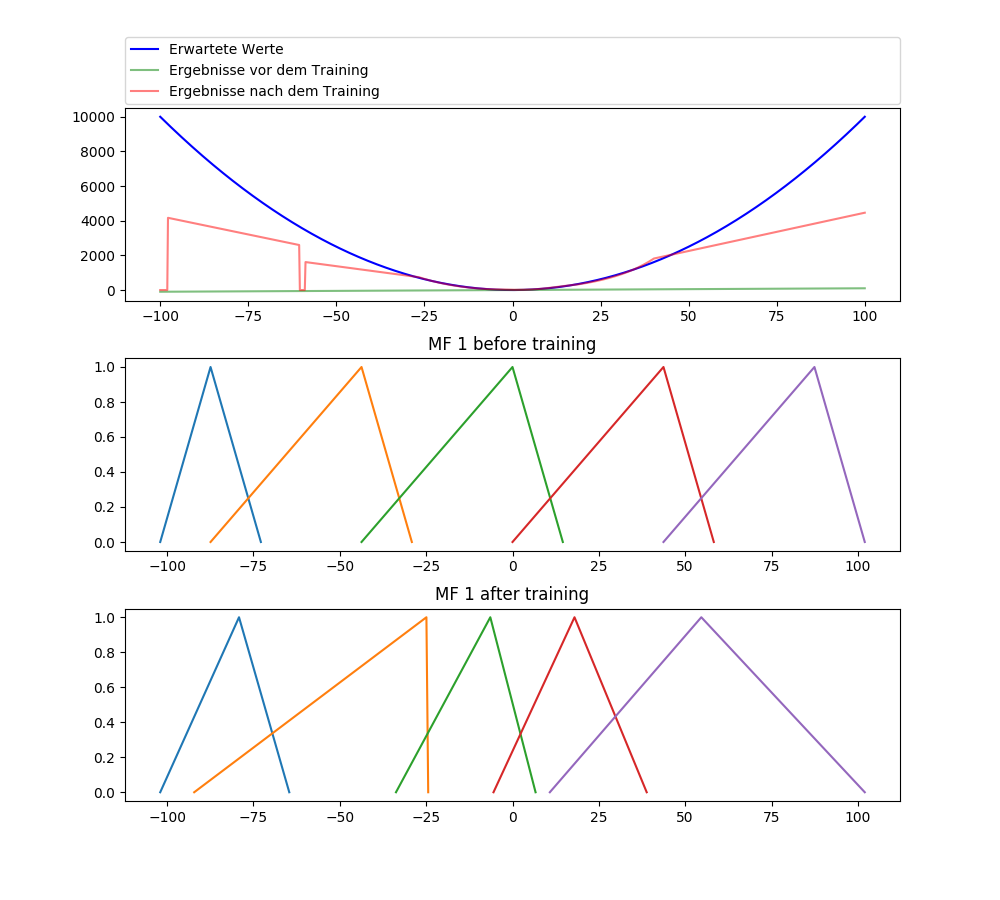 Erwartete Werte
Ergebnisse vor dem Training
Ergebnisse nach dem Training
10000
8000
6000
4000
2000
0
−100 −75 −50 −25 0 25 50 75 100
MF 1 before training
1.0
0.8
0.6
0.4
0.2
0.0
−100 −75 −50 −25 0 25 50 75 100
MF 1 after training
1.0
0.8
0.6
0.4
0.2
0.0
−100 −75 −50 −25 0 25 50 75 100